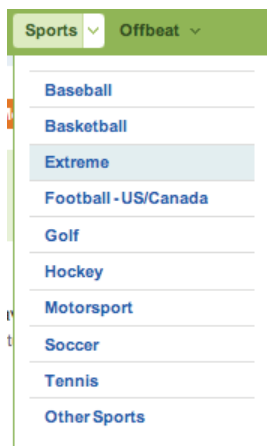 Sports Offbeat
Baseball
Basketball
Extreme
Football - US/Canada
Golf
Hockey
Motorsport
Soccer
Tennis
Other Sports